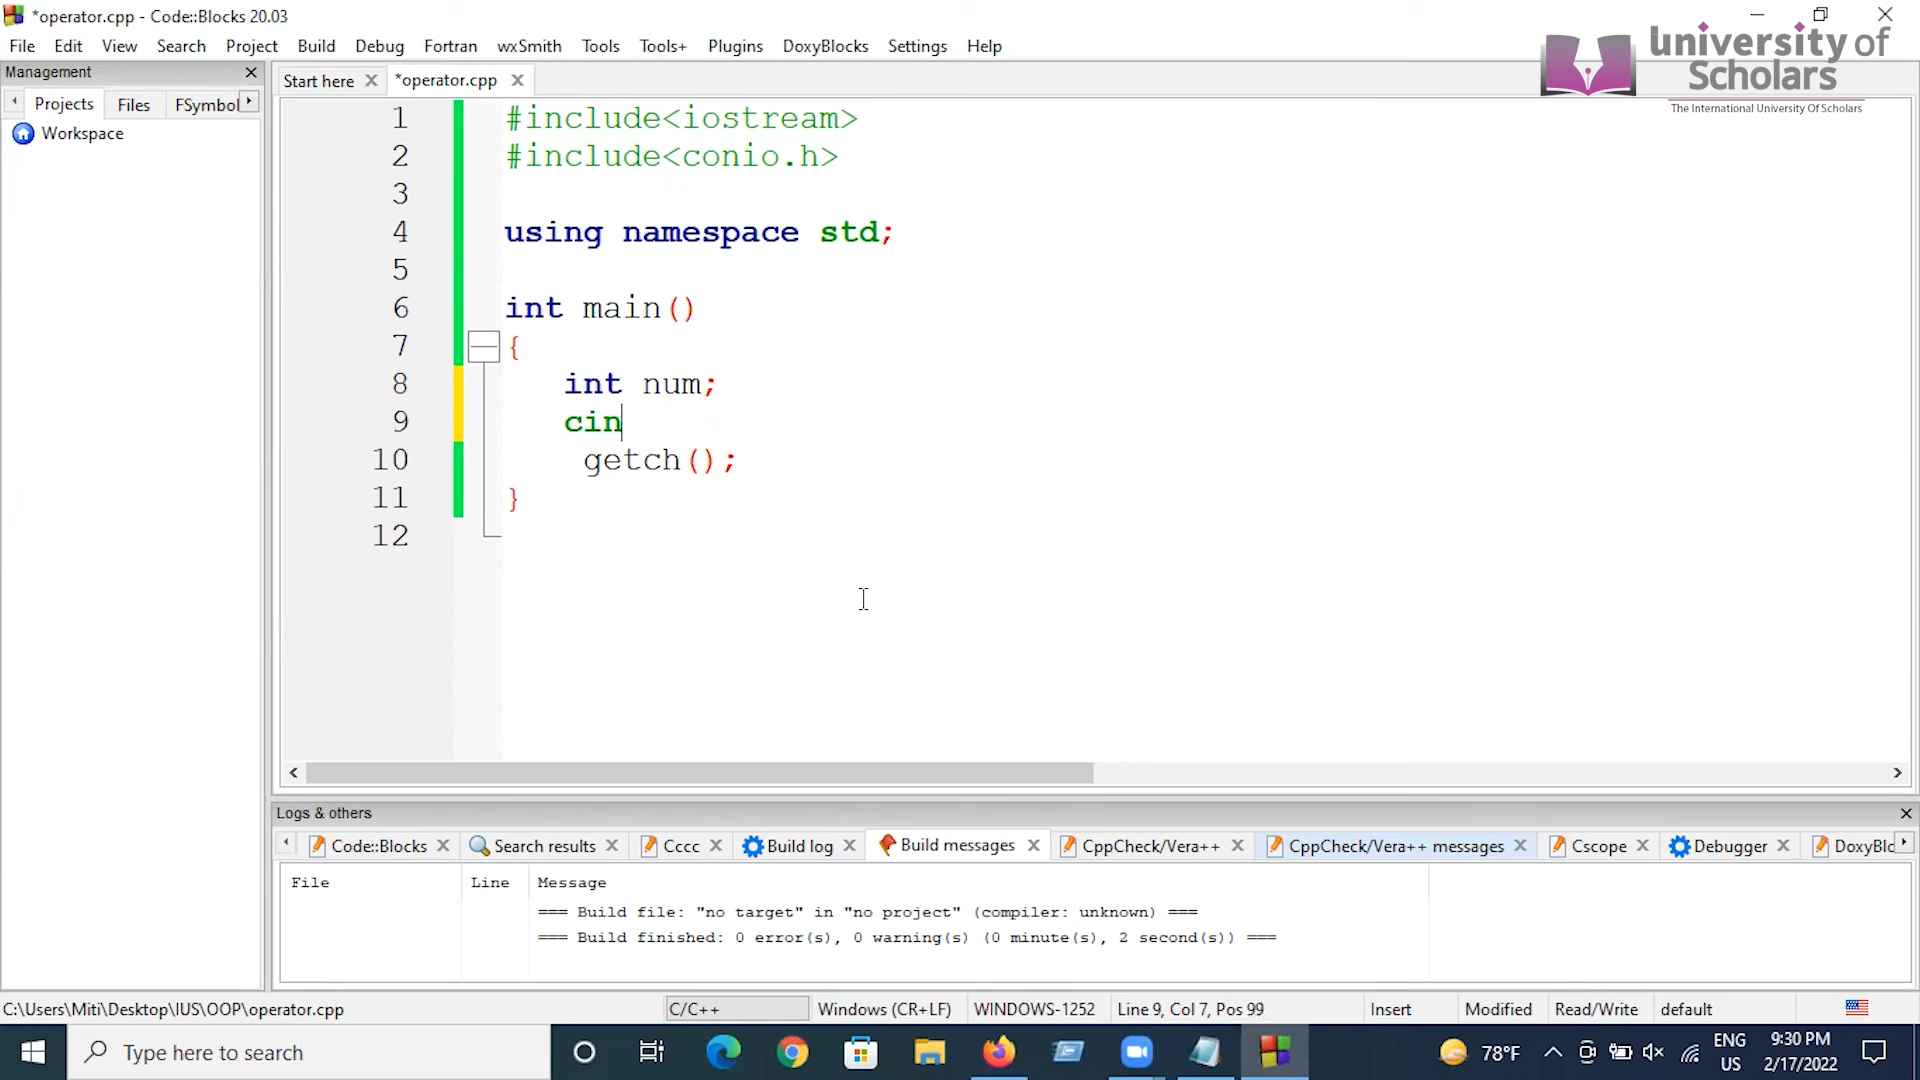 *operator.cpp - Code::Blocks 20.03
File Edit View Search Project Build Debug Fortran wxSmith Tools Tools+ Plugins DoxyBlocks Settings Help
university of
Scholars
The International University Of Scholars
Management
Start here *operator.cpp
Projects Files FSymbol
Workspace
1 #include<iostream>
2 #include<conio.h>
3
4 using namespace std;
5
6 int main()
7 {
8 int num;
9 cin
10 getch();
11 }
12
Logs & others
Code::Blocks Search results Cccc Build log Build messages CppCheck/Vera++ CppCheck/Vera++ messages Cscope Debugger DoxyBlo
File Line Message
=== Build file: "no target" in "no project" (compiler: unknown) ===
=== Build finished: 0 error(s), 0 warning(s) (0 minute(s), 2 second(s)) ===
C:\Users\Miti\Desktop\IUS\OOP\operator.cpp C/C++ Windows (CR+LF) WINDOWS-1252 Line 9, Col 7, Pos 99 Insert Modified Read/Write default
Type here to search 78°F ENG US 9:30 PM 2/17/2022